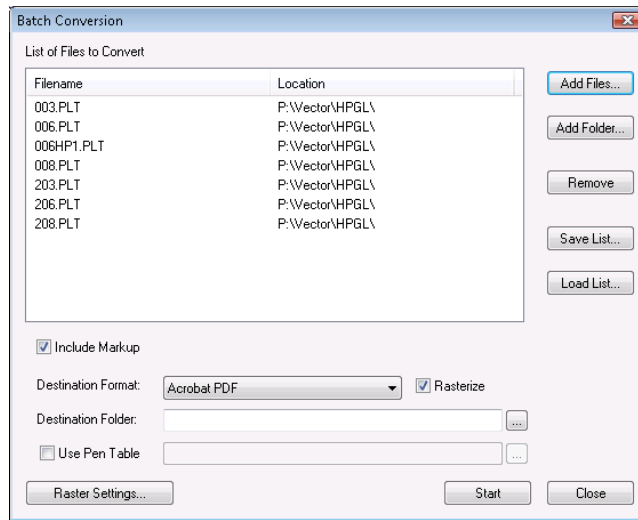 Batch Conversion
List of Files to Convert
Filename Location
003.PLT P:\Vector\HPGL\
006.PLT P:\Vector\HPGL\
006HP1.PLT P:\Vector\HPGL\
008.PLT P:\Vector\HPGL\
203.PLT P:\Vector\HPGL\
206.PLT P:\Vector\HPGL\
208.PLT P:\Vector\HPGL\
Add Files...
Add Folder...
Remove
Save List...
Load List...
Include Markup
Destination Format: Acrobat PDF Rasterize
Destination Folder: ...
Use Pen Table ...
Raster Settings... Start Close